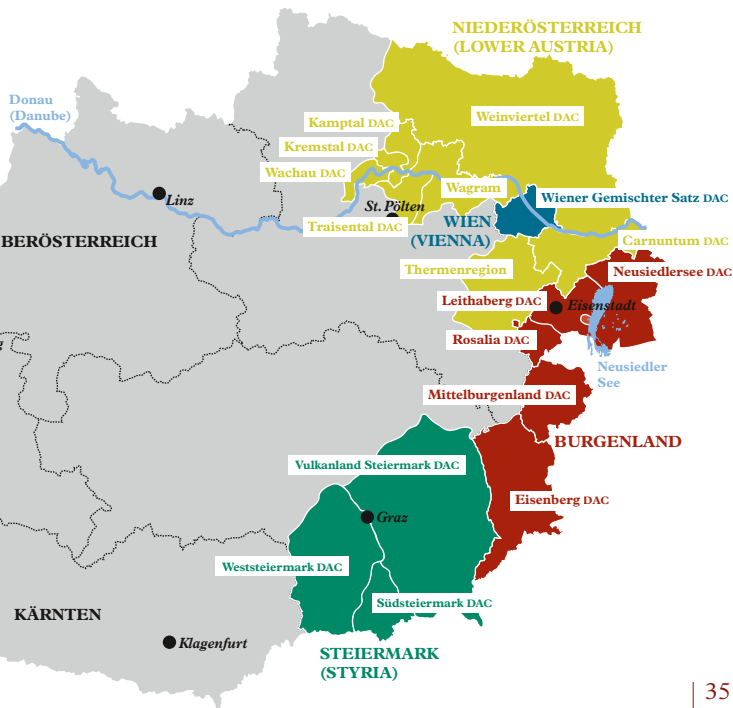 NIEDERÖSTERREICH
(LOWER AUSTRIA)
Donau
(Danube)
Weinviertel DAC
Kamptal DAC
Kremstal DAC
Wachau DAC
Linz
Wagram
Wiener Gemischter Satz DAC
St. Pölten
Traisental DAC
WIEN
(VIENNA)
BERÖSTERREICH
Carnuntum DAC
Thermenregion
Neusiedlersee DAC
Leithaberg DAC
Eisenstadt
Rosalia DAC
g
Neusiedler
See
Mittelburgenland DAC
BURGENLAND
Vulkanland Steiermark DAC
Eisenberg DAC
Graz
Weststeiermark DAC
Südsteiermark DAC
KÄRNTEN
Klagenfurt
STEIERMARK
(STYRIA)
| 35